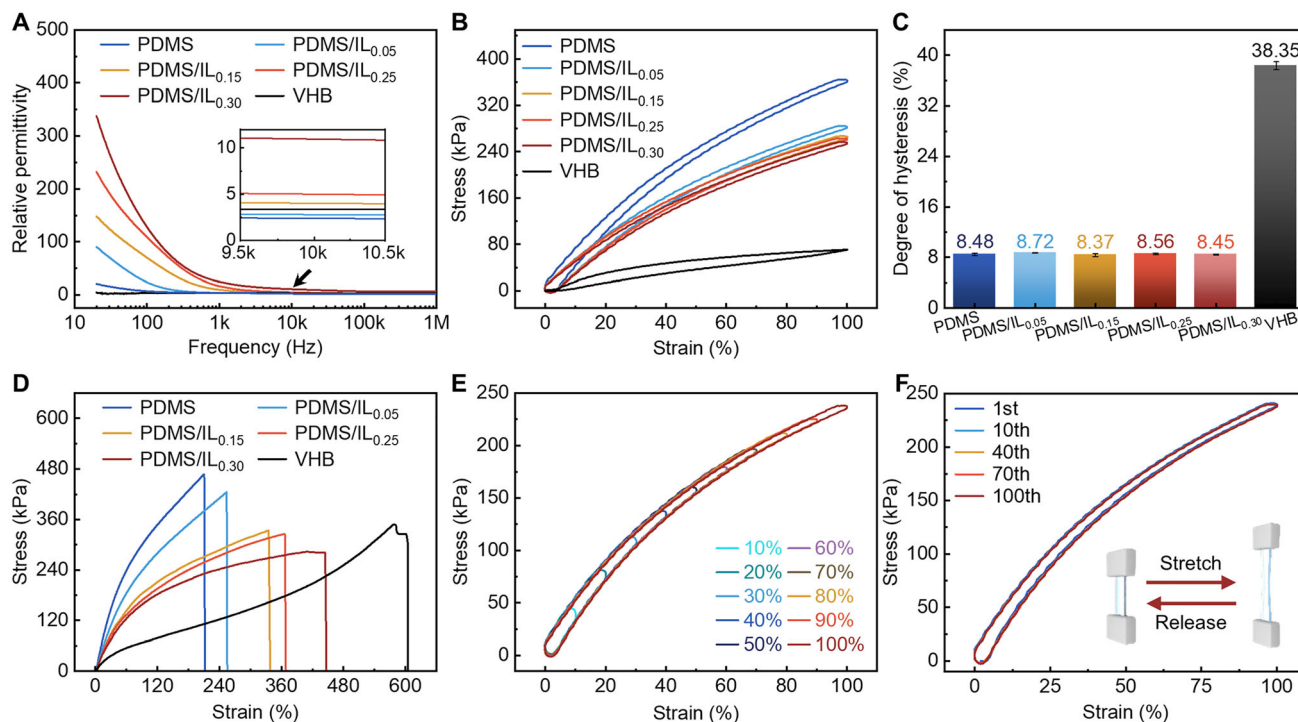 A
500
400
300
200
100
0
Relative permittivity
PDMS
PDMS/IL0.05
PDMS/IL0.15
PDMS/IL0.25
PDMS/IL0.30
VHB
10
5
0
9.5k
10k
10.5k
10
100
1k
10k
100k
1M
Frequency (Hz)
B
400
320
240
160
80
0
Stress (kPa)
PDMS
PDMS/IL0.05
PDMS/IL0.15
PDMS/IL0.25
PDMS/IL0.30
VHB
0
20
40
60
80
100
Strain (%)
C
40
32
24
16
8
0
Degree of hysteresis (%)
8.48
8.72
8.37
8.56
8.45
38.35
PDMS
PDMS/IL0.05
PDMS/IL0.15
PDMS/IL0.25
PDMS/IL0.30
VHB
D
600
480
360
240
120
0
Stress (kPa)
PDMS
PDMS/IL0.05
PDMS/IL0.15
PDMS/IL0.25
PDMS/IL0.30
VHB
0
120
240
360
480
600
Strain (%)
E
250
200
150
100
50
0
Stress (kPa)
10%
60%
20%
70%
30%
80%
40%
90%
50%
100%
0
20
40
60
80
100
Strain (%)
F
250
200
150
100
50
0
Stress (kPa)
1st
10th
40th
70th
100th
Stretch
Release
0
25
50
75
100
Strain (%)